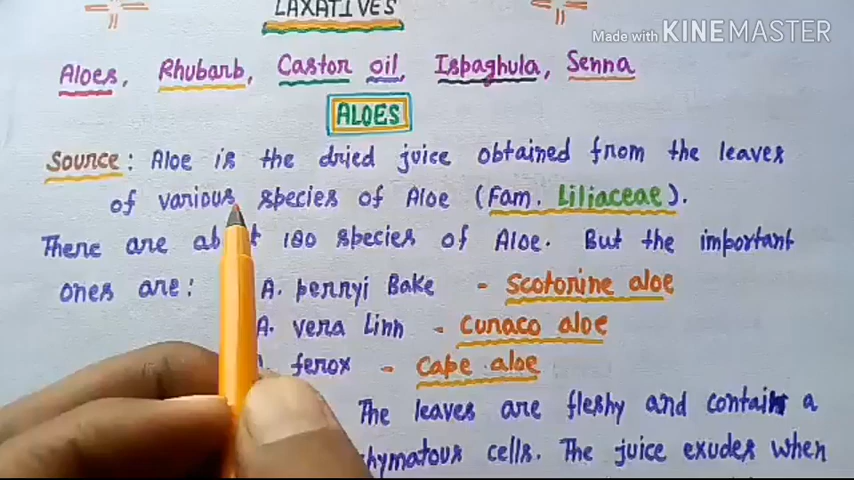 LAXATIVES
Made with KINEMASTER
Aloes, Rhubarb, Castor oil, Ispaghula, Senna
ALOES
Source: Aloe is the dried juice obtained from the leaves
of various species of Aloe (Fam. Liliaceae).
There are 180 species of Aloe. But the important
ones are: A. perryi Bake - Scotorine aloe
A. vera Linn - Curaco aloe
ferox - Cape aloe
The leaves are fleshy and contain a
cells. The juice exudes when